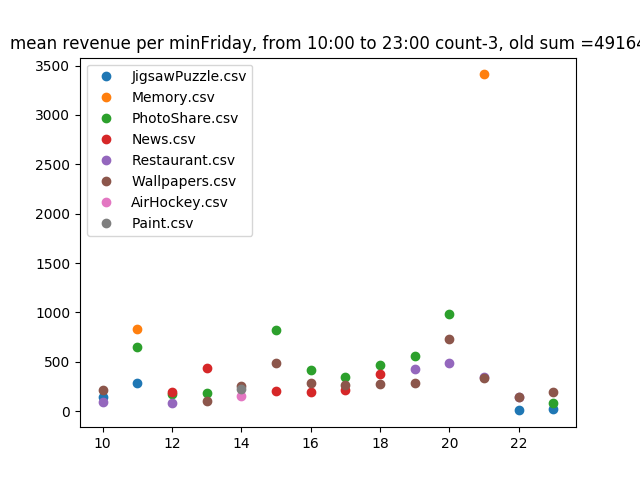 mean revenue per minFriday, from 10:00 to 23:00 count-3, old sum =49164
3500
3000
2500
2000
1500
1000
500
0
JigsawPuzzle.csv
Memory.csv
PhotoShare.csv
News.csv
Restaurant.csv
Wallpapers.csv
AirHockey.csv
Paint.csv
10 12 14 16 18 20 22